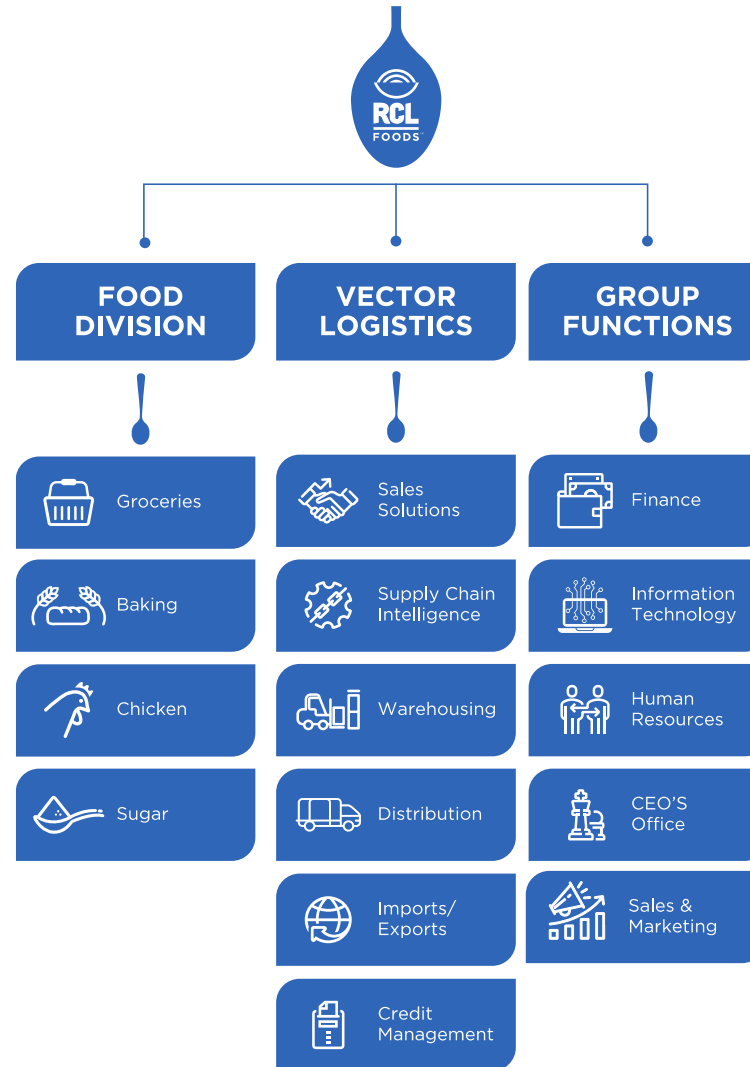 RCL
FOODS™
FOOD
DIVISION
VECTOR
LOGISTICS
GROUP
FUNCTIONS
Groceries
Baking
Chicken
Sugar
Sales
Solutions
Supply Chain
Intelligence
Warehousing
Distribution
Imports/
Exports
Credit
Management
Finance
Information
Technology
Human
Resources
CEO'S
Office
Sales &
Marketing